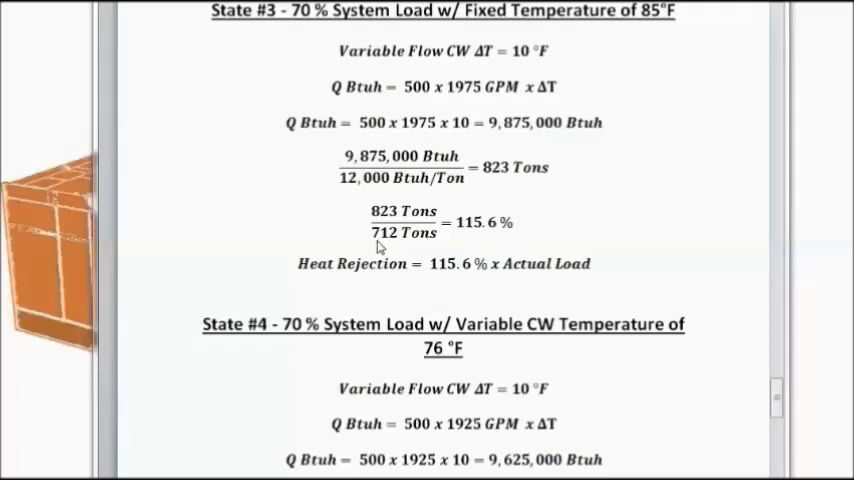 State #3 - 70 % System Load w/ Fixed Temperature of 85°F
Variable Flow CW ΔT = 10 °F
Q Btuh = 500 x 1975 GPM x ΔT
Q Btuh = 500 x 1975 x 10 = 9,875,000 Btuh
9,875,000 Btuh
12,000 Btuh/Ton = 823 Tons
823 Tons
712 Tons = 115.6 %
Heat Rejection = 115.6 % x Actual Load
State #4 - 70 % System Load w/ Variable CW Temperature of
76 °F
Variable Flow CW ΔT = 10 °F
Q Btuh = 500 x 1925 GPM x ΔT
Q Btuh = 500 x 1925 x 10 = 9,625,000 Btuh